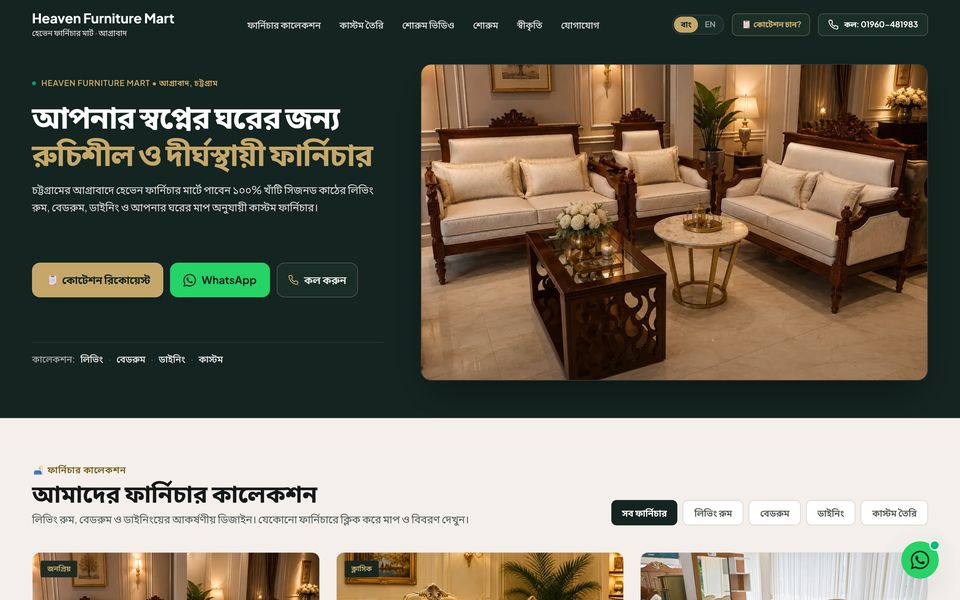 Heaven Furniture Mart
হেভেন ফার্নিচার মার্ট · আগ্রাবাদ
ফার্নিচার কালেকশন
কাস্টম তৈরি
শোরুম ভিডিও
শোরুম
স্বীকৃতি
যোগাযোগ
বাং
EN
কোটেশন চান?
কল: 01960-481983
HEAVEN FURNITURE MART • আগ্রাবাদ, চট্টগ্রাম
আপনার স্বপ্নের ঘরের জন্য
রুচিশীল ও দীর্ঘস্থায়ী ফার্নিচার
চট্টগ্রামের আগ্রাবাদে হেভেন ফার্নিচার মার্টে পাবেন ১০০% খাঁটি সিজনড কাঠের লিভিং
রুম, বেডরুম, ডাইনিং ও আপনার ঘরের মাপ অনুযায়ী কাস্টম ফার্নিচার।
কোটেশন রিকোয়েস্ট
WhatsApp
কল করুন
কালেকশন: লিভিং · বেডরুম · ডাইনিং · কাস্টম
ফার্নিচার কালেকশন
আমাদের ফার্নিচার কালেকশন
লিভিং রুম, বেডরুম ও ডাইনিংয়ের আকর্ষণীয় ডিজাইন। যেকোনো ফার্নিচারে ক্লিক করে মাপ ও বিবরণ দেখুন।
সব ফার্নিচার
লিভিং রুম
বেডরুম
ডাইনিং
কাস্টম তৈরি
জনপ্রিয়
ক্লাসিক